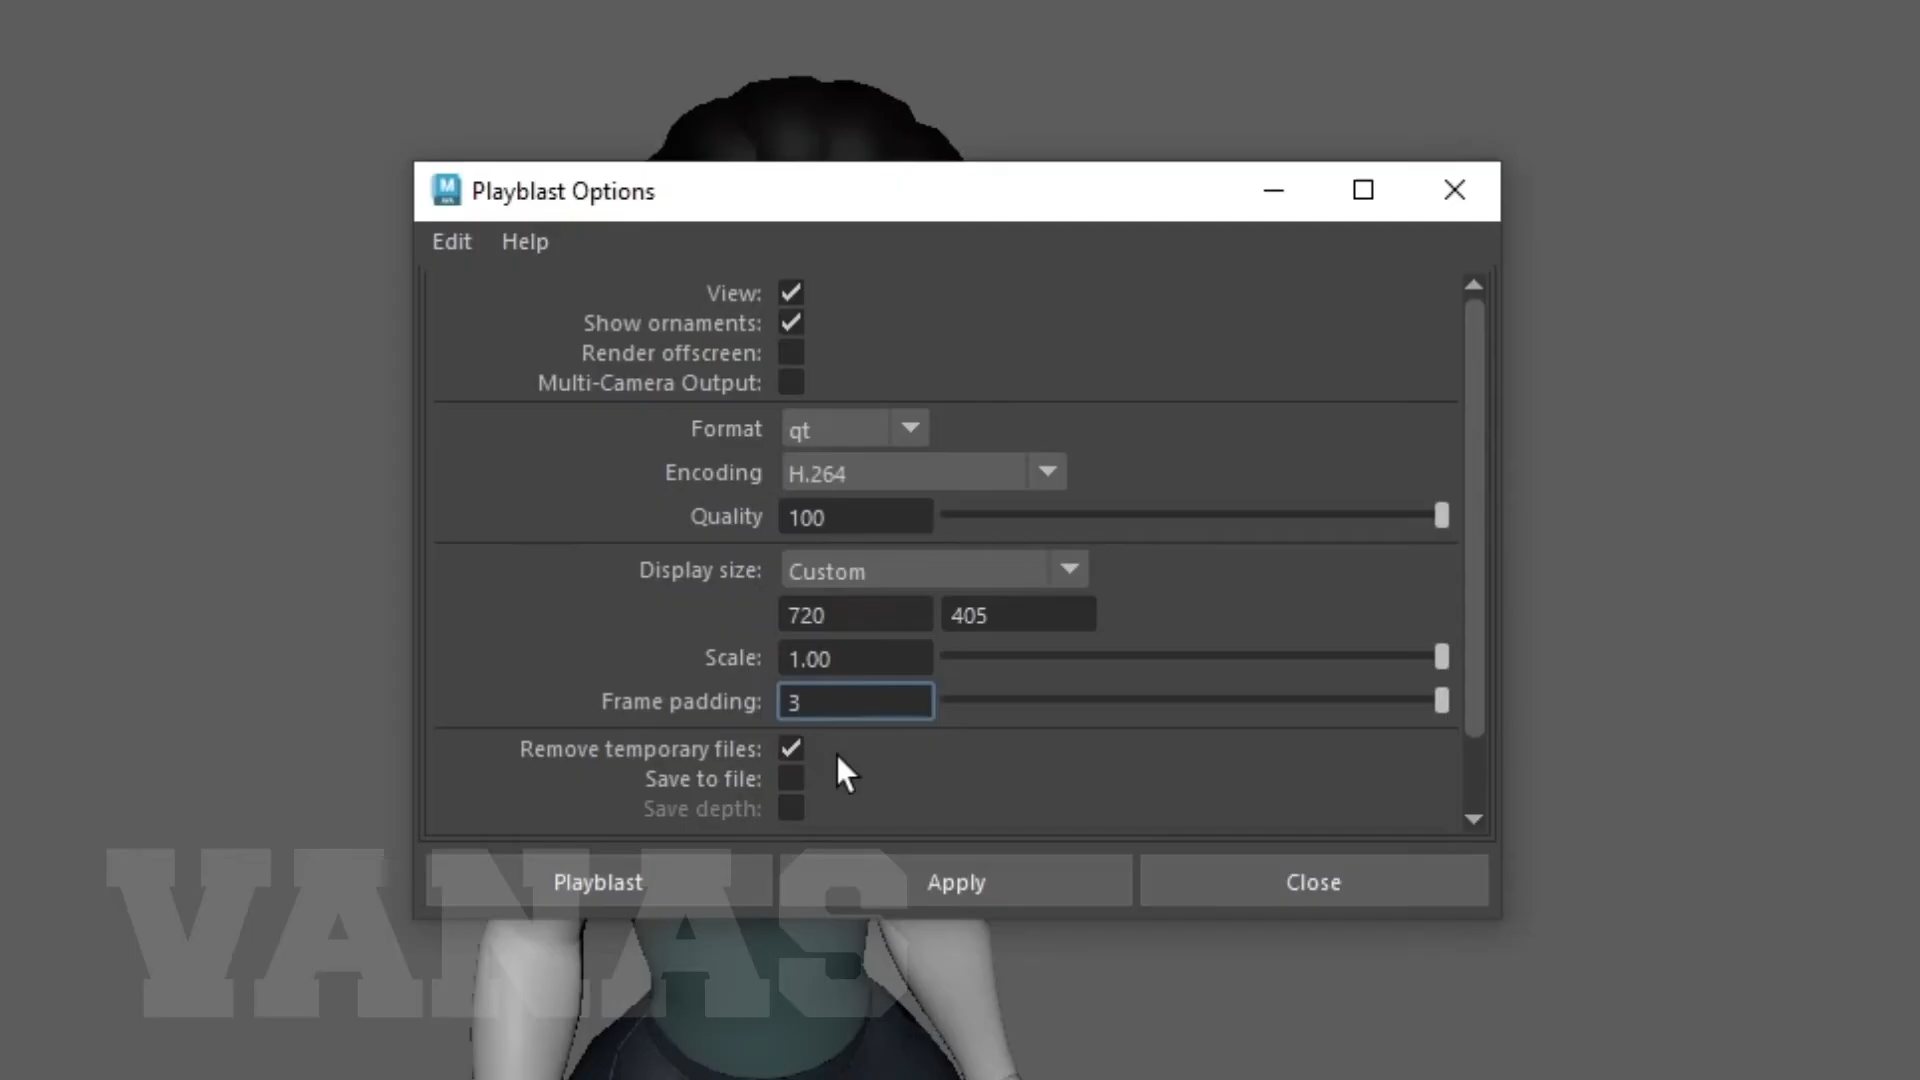 M
Playblast Options
Edit Help
View:
Show ornaments:
Render offscreen:
Multi-Camera Output:
Format qt
Encoding H.264
Quality 100
Display size: Custom
720 405
Scale: 1.00
Frame padding: 3
Remove temporary files:
Save to file:
Save depth:
Playblast Apply Close
VANAS